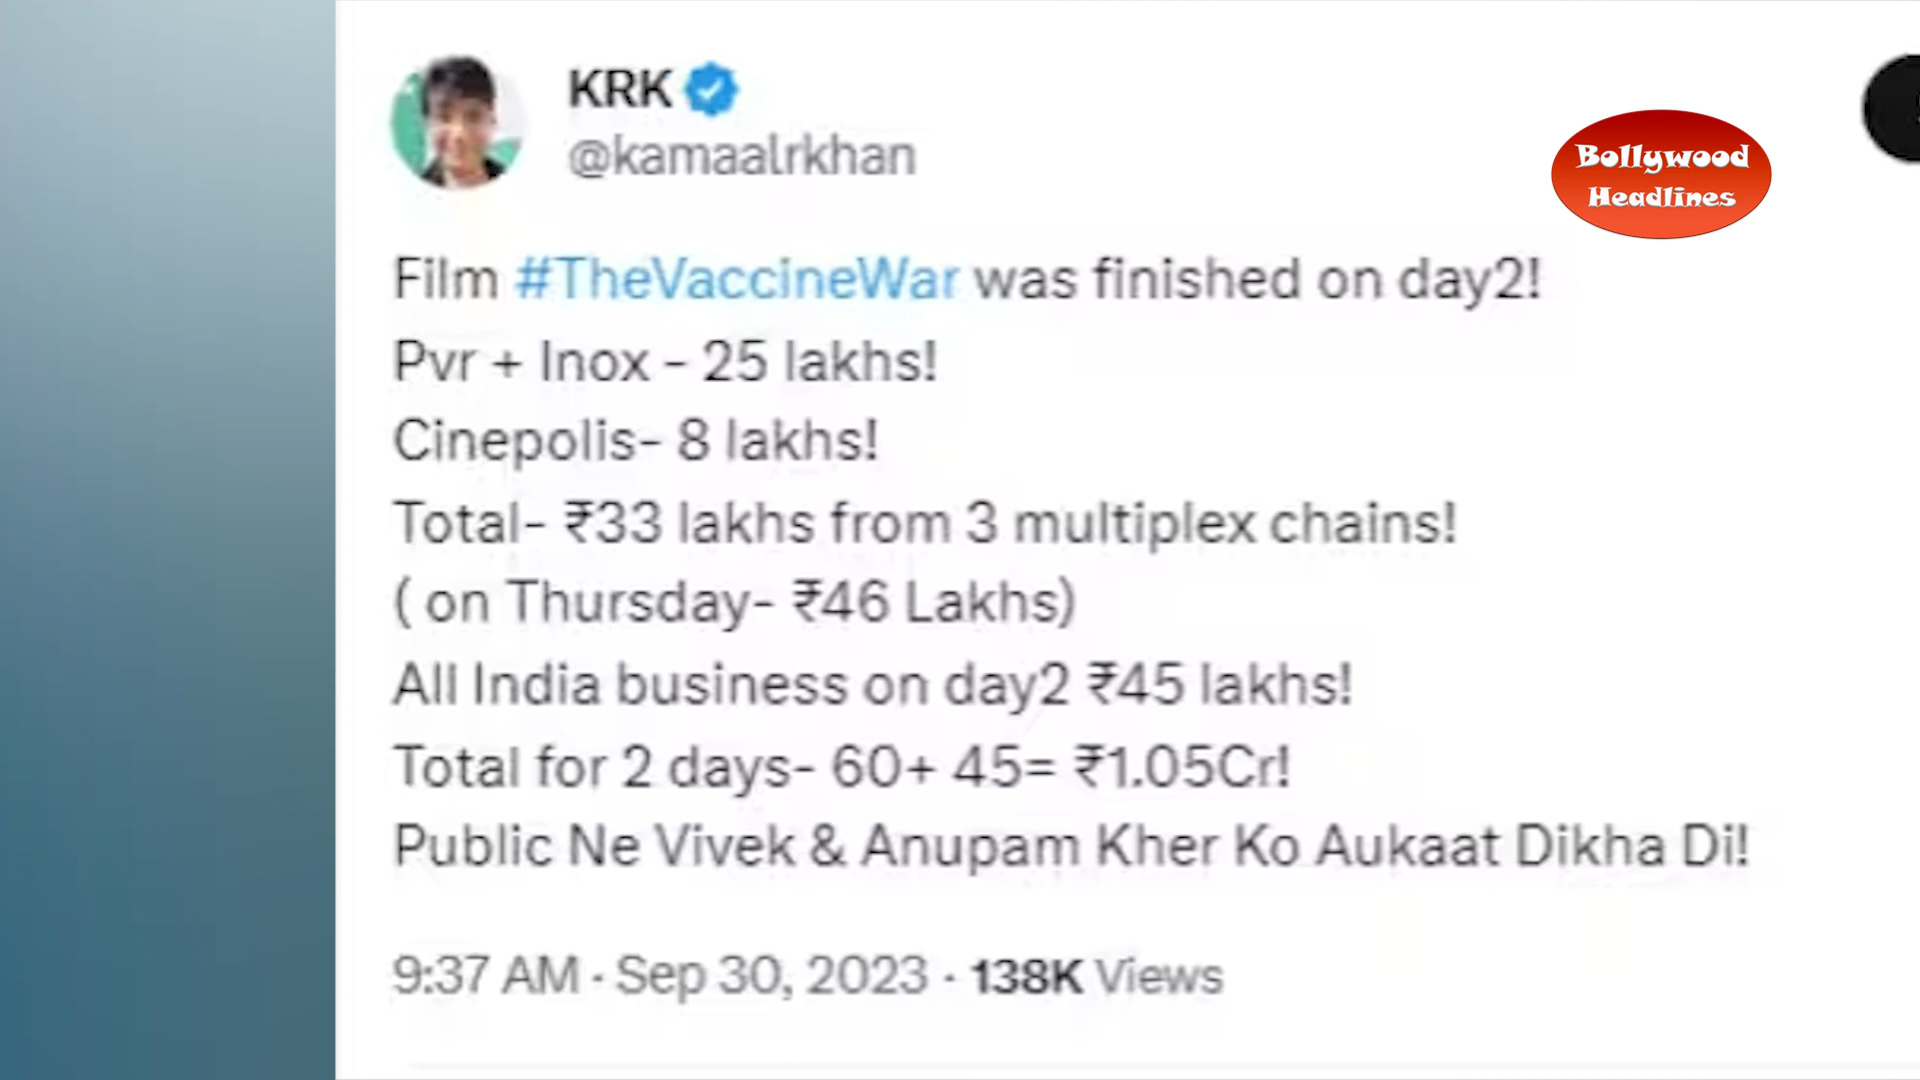 KRK
@kamaalrkhan
Bollywood
Headlines
Film #TheVaccineWar was finished on day2!
Pvr + Inox - 25 lakhs!
Cinepolis- 8 lakhs!
Total- ₹33 lakhs from 3 multiplex chains!
( on Thursday- ₹46 Lakhs)
All India business on day2 ₹45 lakhs!
Total for 2 days- 60+ 45= ₹1.05Cr!
Public Ne Vivek & Anupam Kher Ko Aukaat Dikha Di!
9:37 AM · Sep 30, 2023 · 138K Views